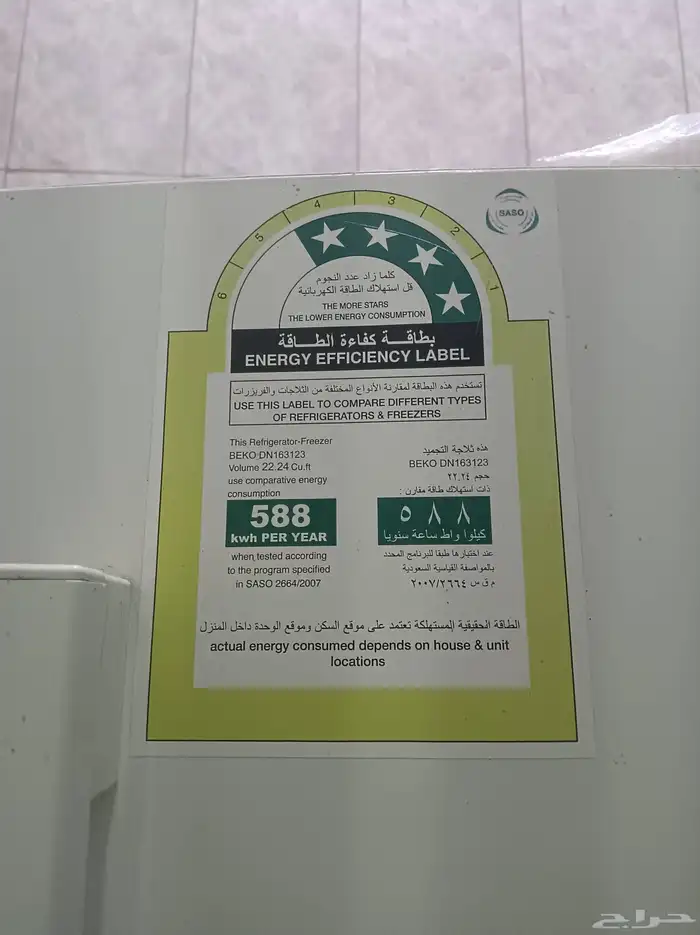 SASO
6 5 4 3 2 1
كلما زاد عدد النجوم
قل استهلاك الطاقة الكهربائية
THE MORE STARS
THE LOWER ENERGY CONSUMPTION
بطاقــة كفاءة الطــاقة
ENERGY EFFICIENCY LABEL
تستخدم هذه البطاقة لمقارنة الأنواع المختلفة من الثلاجات والفريزرات
USE THIS LABEL TO COMPARE DIFFERENT TYPES
OF REFRIGERATORS & FREEZERS
This Refrigerator-Freezer
BEKO DN163123
Volume 22.24 Cu.ft
use comparative energy
consumption
588
kwh PER YEAR
when tested according
to the program specified
in SASO 2664/2007
هذه ثلاجة التجميد
BEKO DN163123
حجم ٢٢.٢٤
ذات استهلاك طاقة مقارن :
٥٨٨
كيلوا واط ساعة سنويا
عند اختبارها طبقا للبرنامج المحدد
بالمواصفة القياسية السعودية
م ق س ٢٠٠٧/٢٦٦٤
الطاقة الحقيقية المستهلكة تعتمد على موقع السكن وموقع الوحدة داخل المنزل
actual energy consumed depends on house & unit
locations
حراج